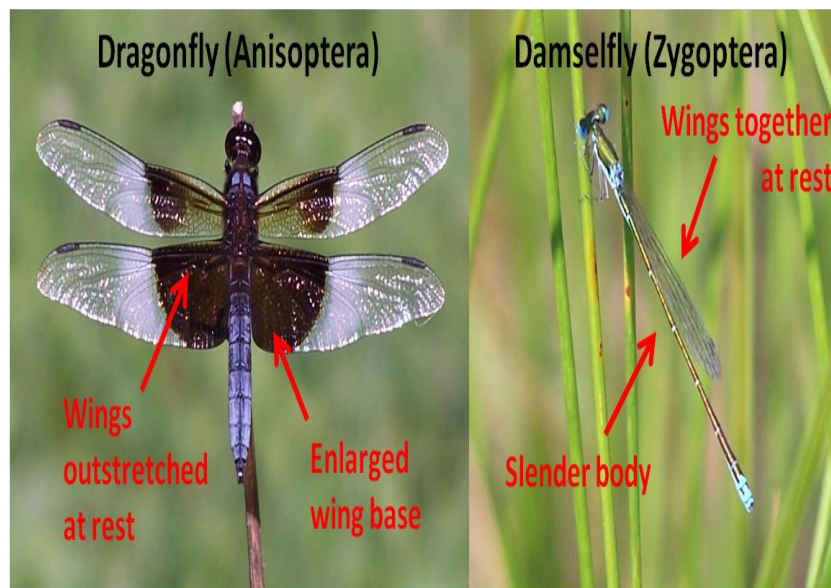 Dragonfly (Anisoptera)
Wings
outstretched
at rest
Enlarged
wing base
Damselfly (Zygoptera)
Wings together
at rest
Slender body